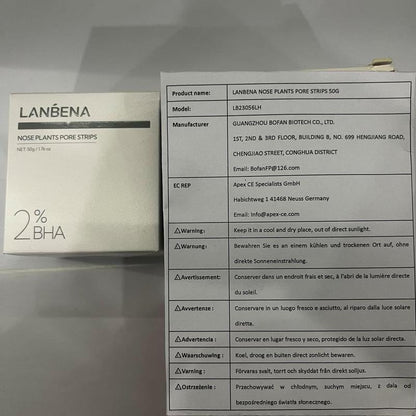 LANBENA
NOSE PLANTS PORE STRIPS
NET 50g / 1.76 oz
2% BHA
Product name: LANBENA NOSE PLANTS PORE STRIPS 50G
Model: LB23056LH
Manufacturer GUANGZHOU BOFAN BIOTECH CO., LTD.
1ST, 2ND & 3RD FLOOR, BUILDING B, NO. 699 HENGJIANG ROAD,
CHENGJIAO STREET, CONGHUA DISTRICT
Email: BofanFP@126.com
EC REP Apex CE Specialists GmbH
Habichtweg 1 41468 Neuss Germany
Email: Info@apex-ce.com
⚠Warning: Keep it in a cool and dry place, out of direct sunlight.
⚠Warnung: Bewahren Sie es an einem kühlen und trockenen Ort auf, ohne
direkte Sonneneinstrahlung.
⚠Avertissement: Conserver dans un endroit frais et sec, à l'abri de la lumière directe
du soleil.
⚠Avvertenze : Conservare in un luogo fresco e asciutto, al riparo dalla luce solare
diretta.
⚠Advertencia : Conservar en lugar fresco y seco, protegido de la luz solar directa.
⚠Waarschuwing : Koel, droog en buiten direct zonlicht bewaren.
⚠Varning : Förvaras svalt, torrt och skyddat från direkt solljus.
⚠Ostrzeżenie : Przechowywać w chłodnym, suchym miejscu, z dala od
bezpośredniego światła słonecznego.